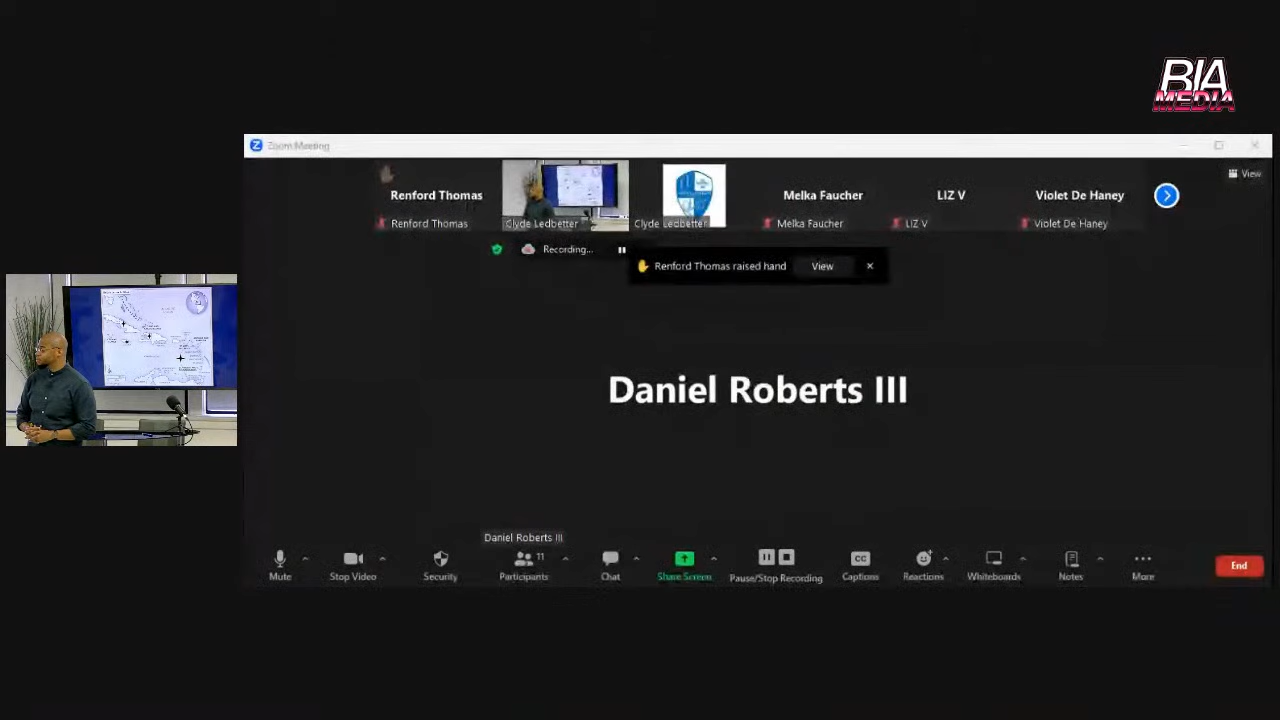 BIA
MEDIA
Zoom Meeting
View
Renford Thomas
Melka Faucher
LIZ V
Violet De Haney
Renford Thomas
Clyde Ledbetter
Clyde Ledbetter
Melka Faucher
LIZ V
Violet De Haney
Recording...
Renford Thomas raised hand
View
Daniel Roberts III
Daniel Roberts III
11
Mute
Stop Video
Security
Participants
Chat
Share Screen
Pause/Stop Recording
CC
Captions
Reactions
Whiteboards
Notes
More
End